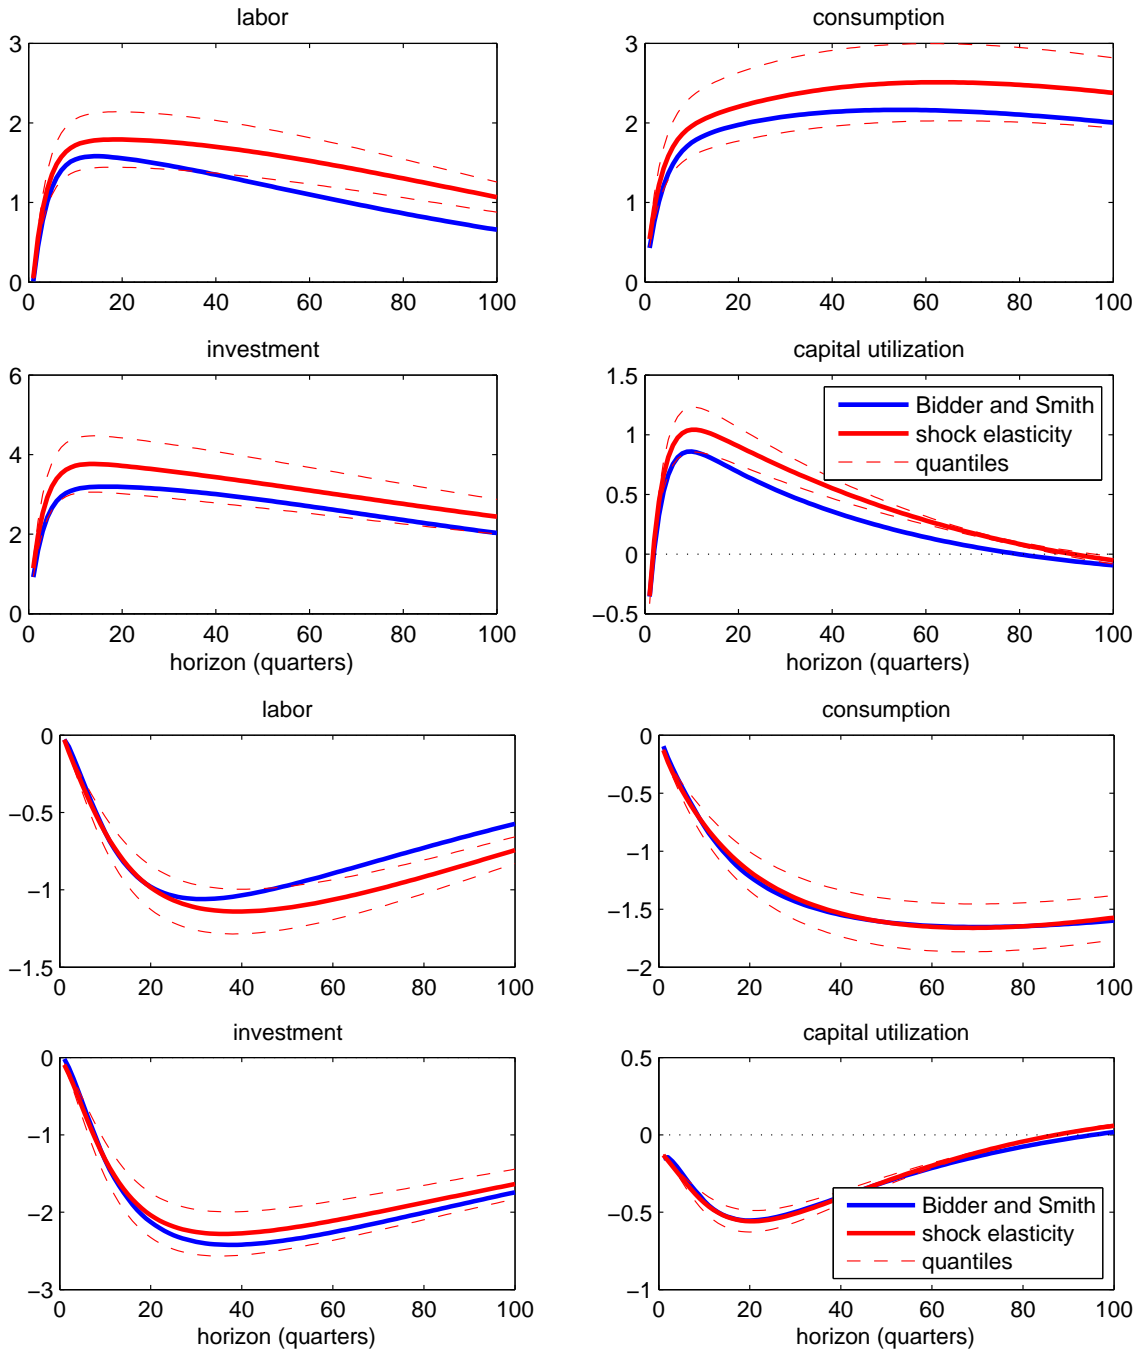 labor
3
2
1
0
0 20 40 60 80 100
consumption
3
2
1
0
0 20 40 60 80 100
investment
6
4
2
0
0 20 40 60 80 100
horizon (quarters)
capital utilization
1.5
1
0.5
0
−0.5
0 20 40 60 80 100
horizon (quarters)
Bidder and Smith
shock elasticity
quantiles
labor
0
−0.5
−1
−1.5
0 20 40 60 80 100
consumption
0
−0.5
−1
−1.5
−2
0 20 40 60 80 100
investment
0
−1
−2
−3
0 20 40 60 80 100
horizon (quarters)
capital utilization
0.5
0
−0.5
−1
0 20 40 60 80 100
horizon (quarters)
Bidder and Smith
shock elasticity
quantiles